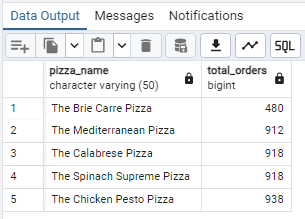 Data Output Messages Notifications
SQL
pizza_name total_orders
character varying (50) bigint
1 The Brie Carre Pizza 480
2 The Mediterranean Pizza 912
3 The Calabrese Pizza 918
4 The Spinach Supreme Pizza 918
5 The Chicken Pesto Pizza 938